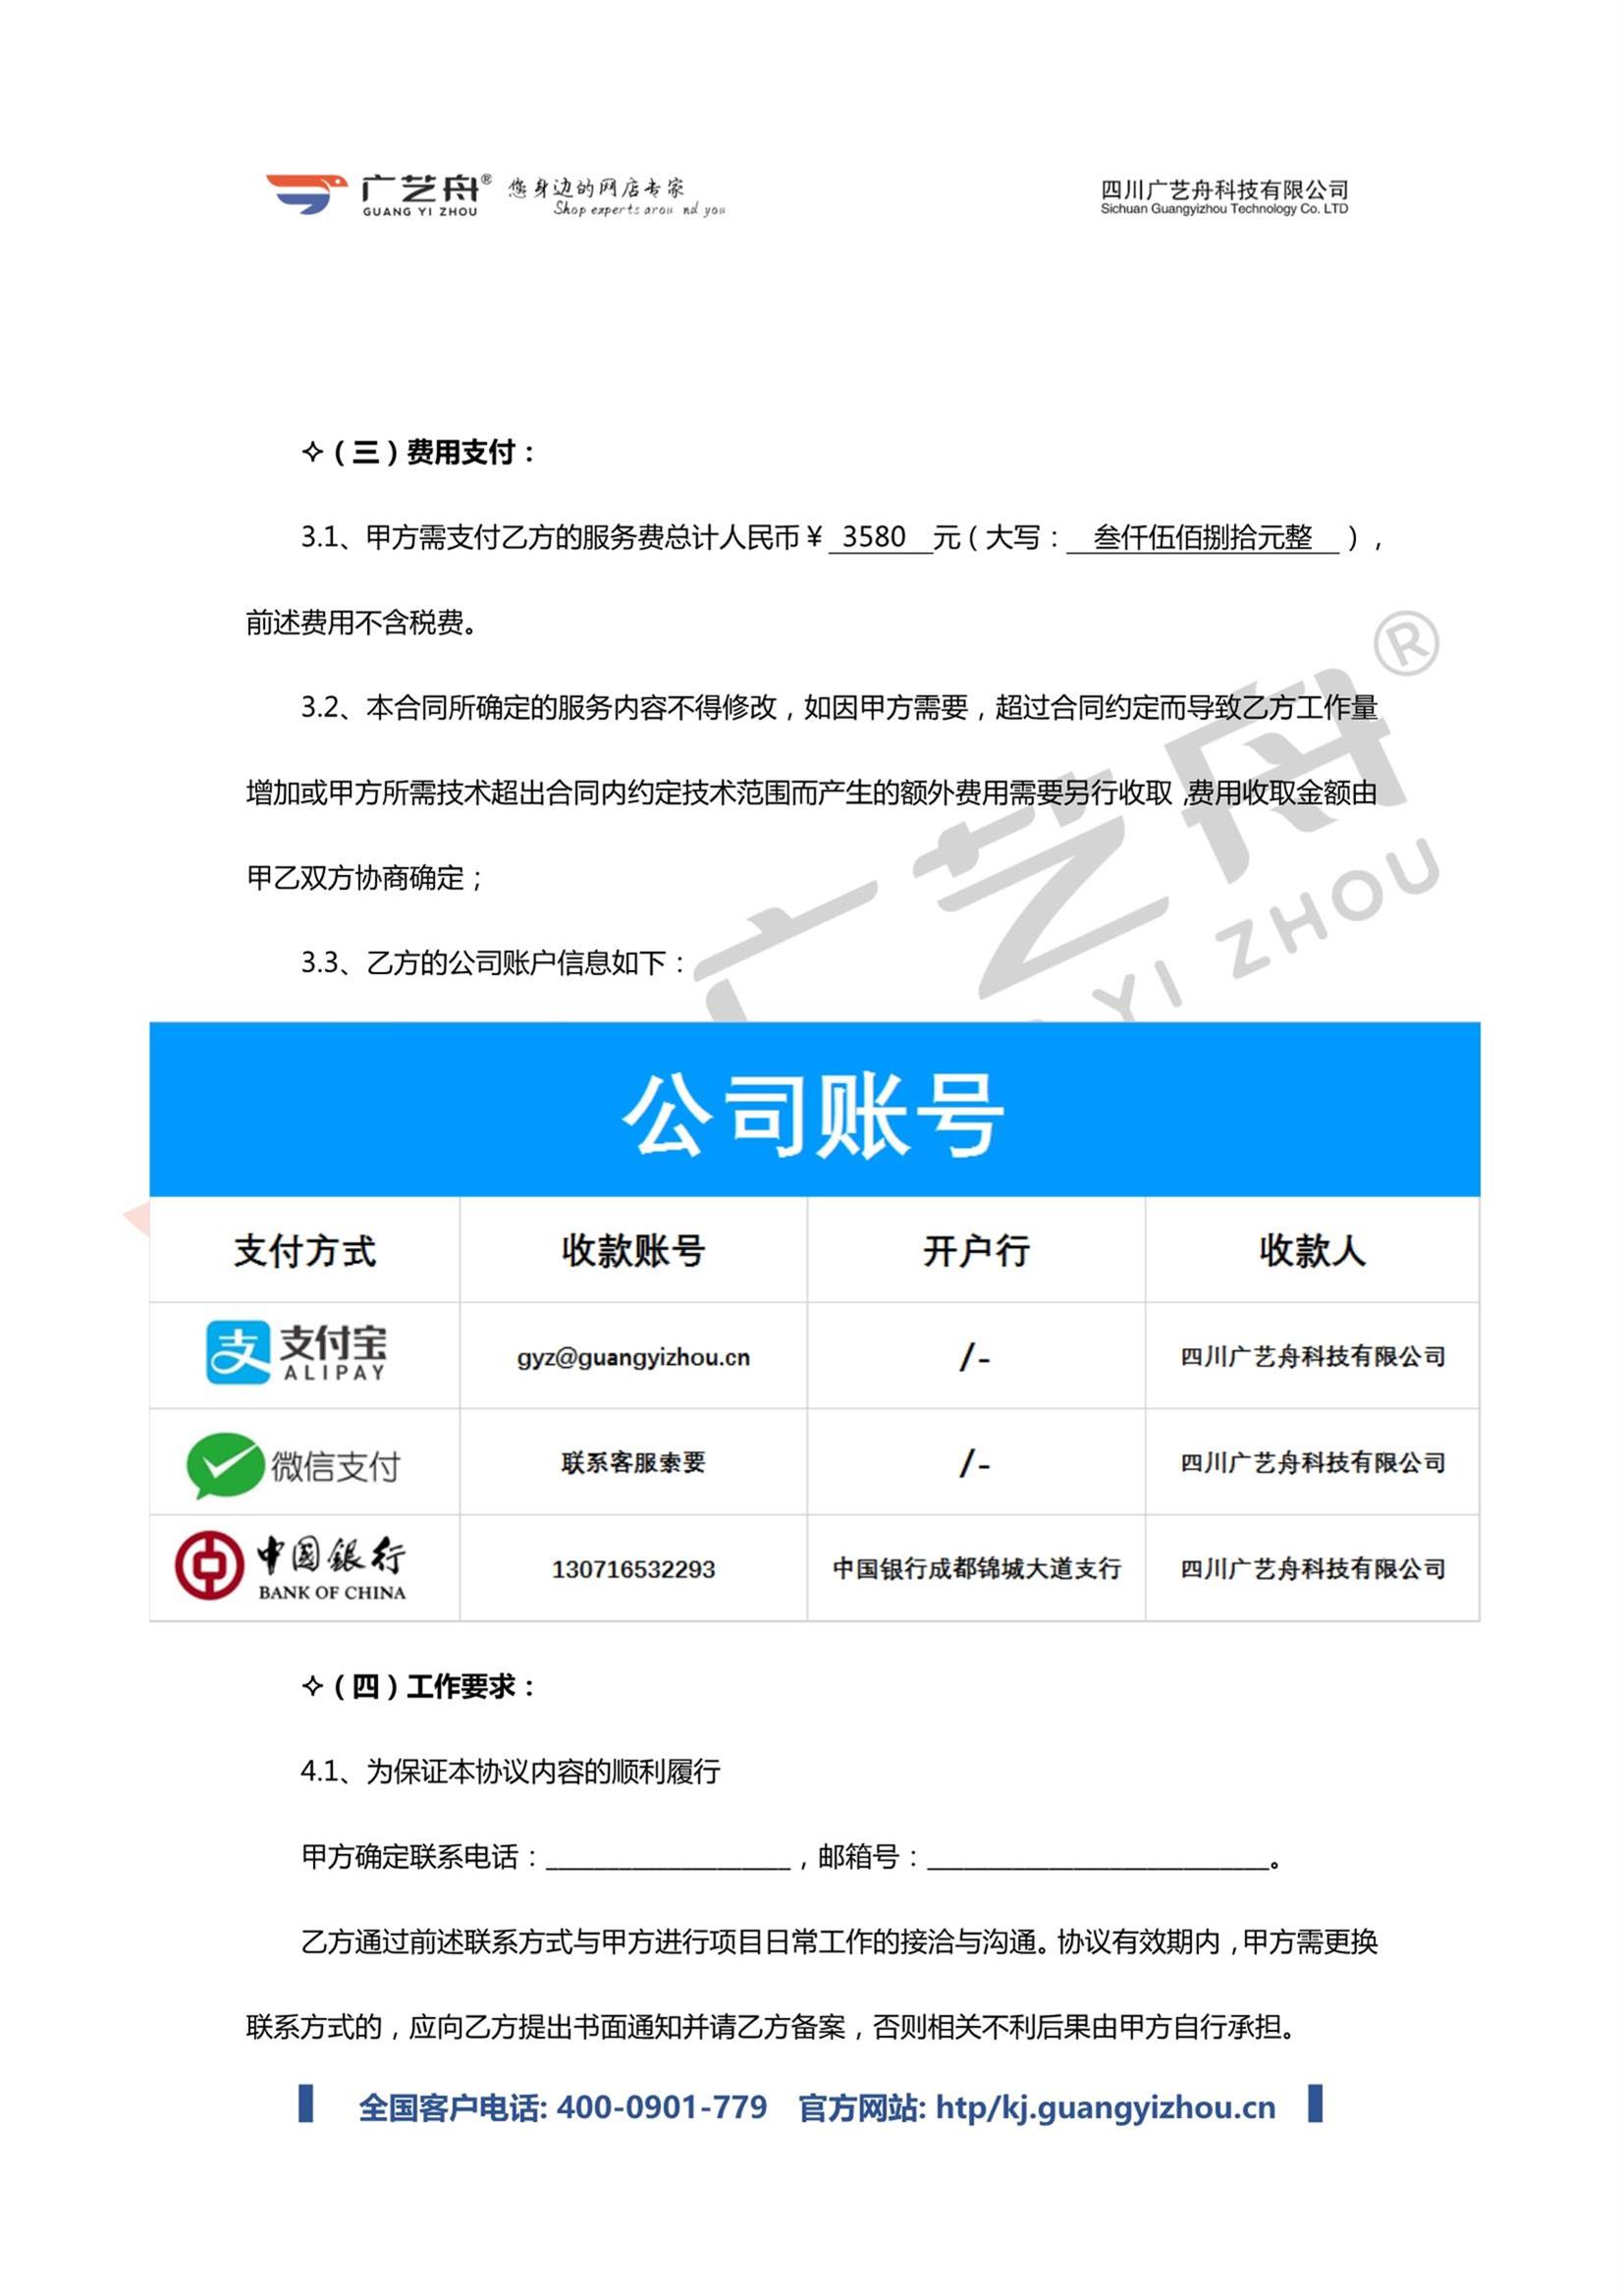 广艺舟® 您身边的网店专家 四川广艺舟科技有限公司
GUANG YI ZHOU Shop experts arou nd you Sichuan Guangyizhou Technology Co. LTD
✧（三）费用支付：
3.1、甲方需支付乙方的服务费总计人民币￥ 3580 元（大写： 叁仟伍佰捌拾元整 ），
前述费用不含税费。
3.2、本合同所确定的服务内容不得修改，如因甲方需要，超过合同约定而导致乙方工作量
增加或甲方所需技术超出合同内约定技术范围而产生的额外费用需要另行收取，费用收取金额由
甲乙双方协商确定；
3.3、乙方的公司账户信息如下：
广艺舟®
YI ZHOU
公司账号
支付方式 收款账号 开户行 收款人
支付宝 ALIPAY gyz@guangyizhou.cn /- 四川广艺舟科技有限公司
微信支付 联系客服索要 /- 四川广艺舟科技有限公司
中国银行 BANK OF CHINA 130716532293 中国银行成都锦城大道支行 四川广艺舟科技有限公司
✧（四）工作要求：
4.1、为保证本协议内容的顺利履行
甲方确定联系电话：____________________，邮箱号：____________________________。
乙方通过前述联系方式与甲方进行项目日常工作的接洽与沟通。协议有效期内，甲方需更换
联系方式的，应向乙方提出书面通知并请乙方备案，否则相关不利后果由甲方自行承担。
全国客户电话: 400-0901-779 官方网站: htp/kj.guangyizhou.cn